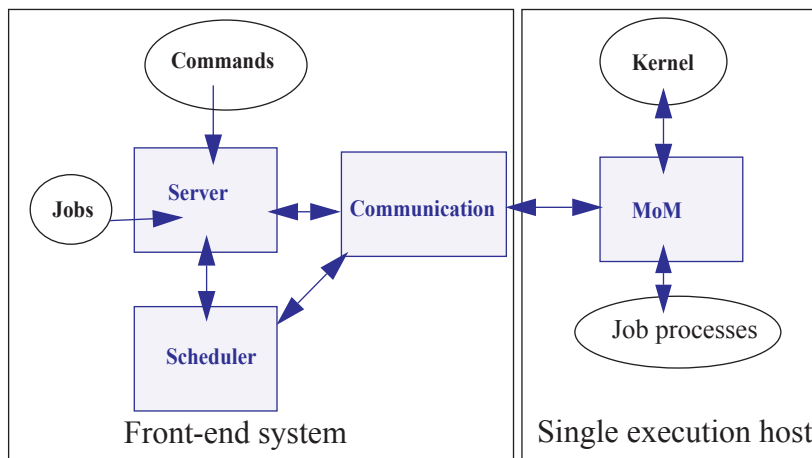 Commands
Kernel
Server
Jobs
Communication
MoM
Scheduler
Job processes
Front-end system
Single execution host